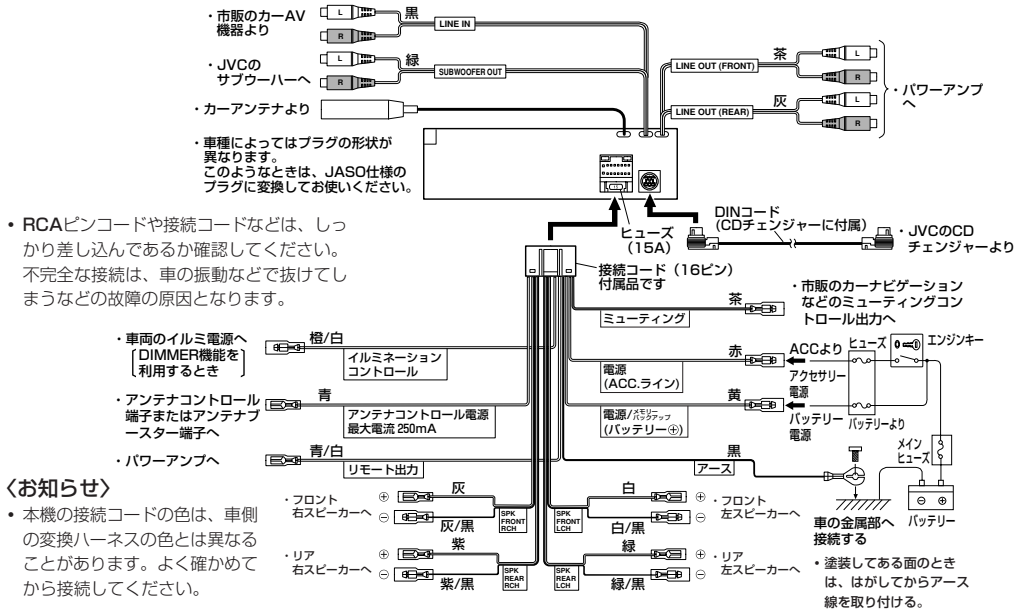 ・市販のカーAV
機器より
L
R
黒
LINE IN
・JVCの
サブウーハーへ
L
R
緑
SUBWOOFER OUT
・カーアンテナより
・車種によってはプラグの形状が
異なります。
このようなときは、JASO仕様の
プラグに変換してお使いください。
LINE OUT (FRONT)
茶
L
R
LINE OUT (REAR)
灰
L
R
・パワーアンプ
へ
• RCAピンコードや接続コードなどは、しっ
かり差し込んであるか確認してください。
不完全な接続は、車の振動などで抜けてし
まうなどの故障の原因となります。
ヒューズ
(15A)
DINコード
(CDチェンジャーに付属)
・JVCのCD
チェンジャーより
接続コード(16ピン)
付属品です
茶
ミューティング
・市販のカーナビゲーション
などのミューティングコン
トロール出力へ
・車両のイルミ電源へ
[DIMMER機能を
利用するとき]
橙/白
イルミネーション
コントロール
赤
電源
(ACC.ライン)
ACCより
アクセサリー
電源
ヒューズ
エンジンキー
・アンテナコントロール
端子またはアンテナブ
ースター端子へ
青
アンテナコントロール電源
最大電流 250mA
黄
電源/メモリーバックアップ
(バッテリー⊕)
バッテリー
電源
バッテリーより
メイン
ヒューズ
・パワーアンプへ
青/白
リモート出力
黒
アース
車の金属部へ
接続する
⊖ ⊕
バッテリー
・塗装してある面のとき
は、はがしてからアース
線を取り付ける。
〈お知らせ〉
• 本機の接続コードの色は、車側
の変換ハーネスの色とは異なる
ことがあります。よく確かめて
から接続してください。
・フロント
右スピーカーへ
⊕
⊖
灰
灰/黒
SPK
FRONT
RCH
・リア
右スピーカーへ
⊕
⊖
紫
紫/黒
SPK
REAR
RCH
SPK
FRONT
LCH
白
白/黒
⊕
⊖
・フロント
左スピーカーへ
SPK
REAR
LCH
緑
緑/黒
⊕
⊖
・リア
左スピーカーへ